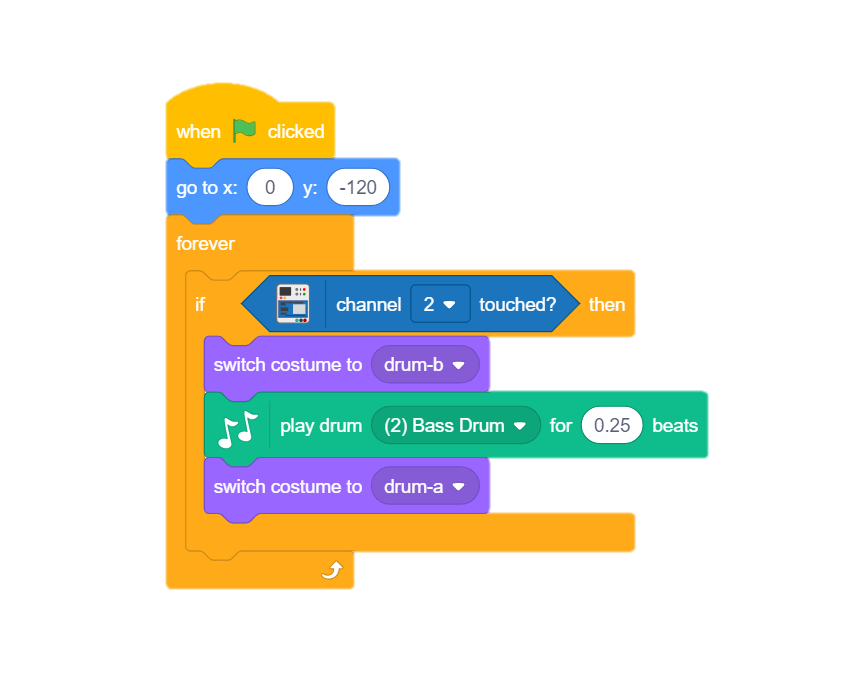 when clicked
go to x: 0 y: -120
forever
if channel 2 touched? then
switch costume to drum-b
play drum (2) Bass Drum for 0.25 beats
switch costume to drum-a